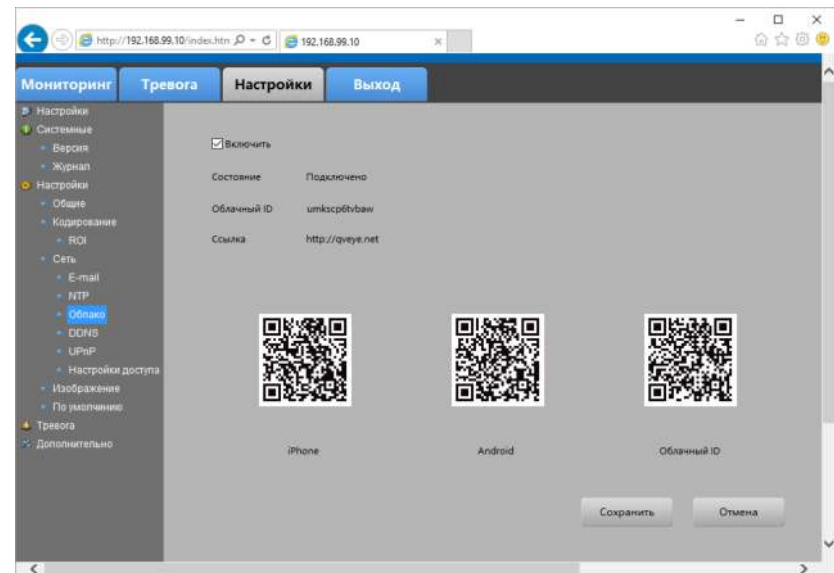 http://192.168.99.10/index.htn
192.168.99.10
Мониторинг
Тревога
Настройки
Выход
Настройки
Системные
Версия
Журнал
Настройки
Общие
Кодирование
ROI
Сеть
E-mail
NTP
Облако
DDNS
UPnP
Настройки доступа
Изображение
По умолчанию
Тревога
Дополнительно
Включить
Состояние Подключено
Облачный ID umkscp6tvbaw
Ссылка http://qveye.net
iPhone
Android
Облачный ID
Сохранить
Отмена